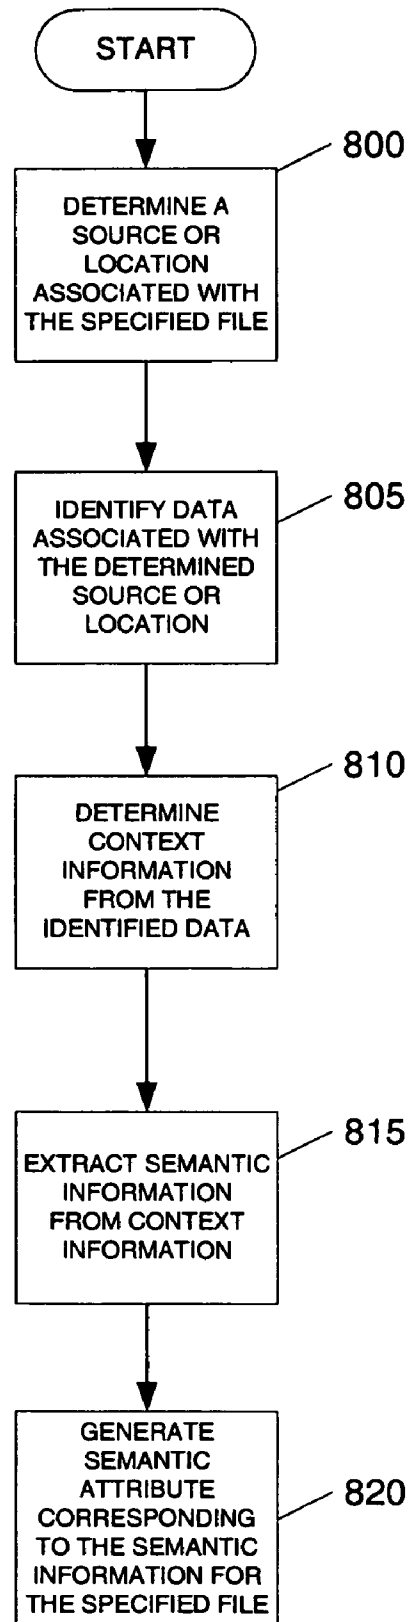 START
800
DETERMINE A
SOURCE OR
LOCATION
ASSOCIATED WITH
THE SPECIFIED FILE
805
IDENTIFY DATA
ASSOCIATED WITH
THE DETERMINED
SOURCE OR
LOCATION
810
DETERMINE
CONTEXT
INFORMATION
FROM THE
IDENTIFIED DATA
815
EXTRACT SEMANTIC
INFORMATION
FROM CONTEXT
INFORMATION
820
GENERATE
SEMANTIC
ATTRIBUTE
CORRESPONDING
TO THE SEMANTIC
INFORMATION FOR
THE SPECIFIED FILE